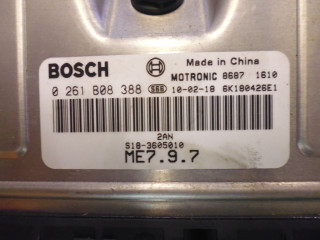 BOSCH Made in China
MOTRONIC 8687 1610
0 261 B08 388 S6S 10-02-18 6K180426E1
2AN
S18-3605010
ME7.9.7